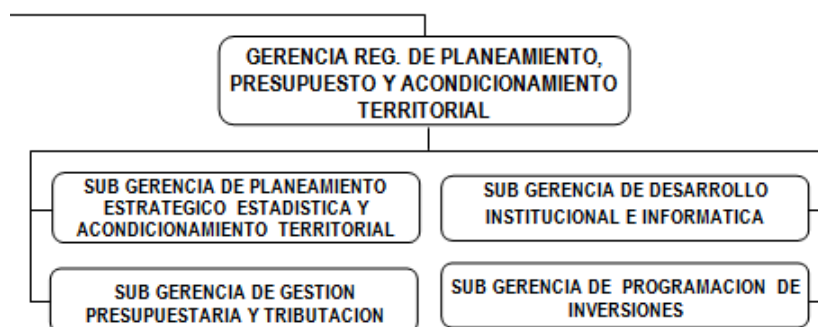 GERENCIA REG. DE PLANEAMIENTO,
PRESUPUESTO Y ACONDICIONAMIENTO
TERRITORIAL
SUB GERENCIA DE PLANEAMIENTO
ESTRATEGICO ESTADISTICA Y
ACONDICIONAMIENTO TERRITORIAL
SUB GERENCIA DE DESARROLLO
INSTITUCIONAL E INFORMATICA
SUB GERENCIA DE GESTION
PRESUPUESTARIA Y TRIBUTACION
SUB GERENCIA DE PROGRAMACION DE
INVERSIONES